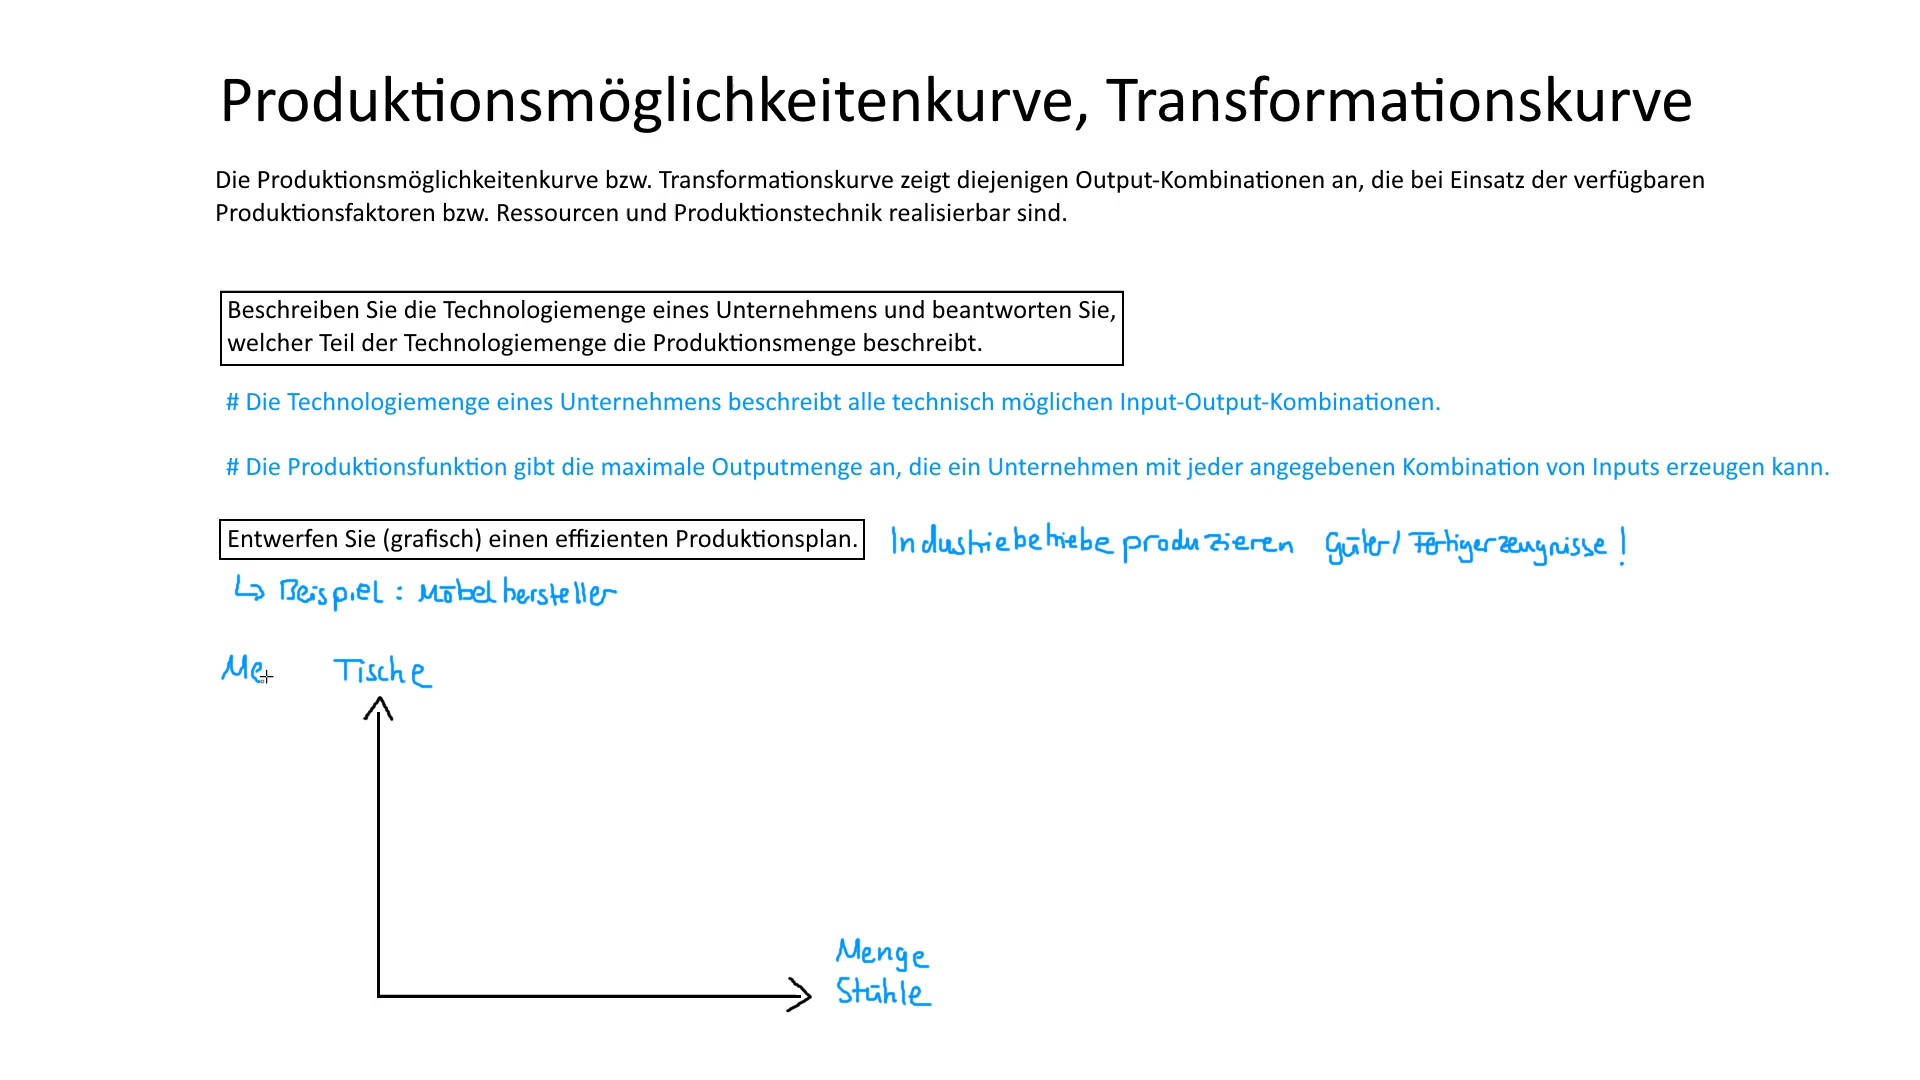 Produktionsmöglichkeitenkurve, Transformationskurve
Die Produktionsmöglichkeitenkurve bzw. Transformationskurve zeigt diejenigen Output-Kombinationen an, die bei Einsatz der verfügbaren
Produktionsfaktoren bzw. Ressourcen und Produktionstechnik realisierbar sind.
Beschreiben Sie die Technologiemenge eines Unternehmens und beantworten Sie,
welcher Teil der Technologiemenge die Produktionsmenge beschreibt.
# Die Technologiemenge eines Unternehmens beschreibt alle technisch möglichen Input-Output-Kombinationen.
# Die Produktionsfunktion gibt die maximale Outputmenge an, die ein Unternehmen mit jeder angegebenen Kombination von Inputs erzeugen kann.
Entwerfen Sie (grafisch) einen effizienten Produktionsplan. Industriebetriebe produzieren Güter / Fertigerzeugnisse !
↳ Beispiel : Möbelhersteller
Me Tische
Menge
Stühle